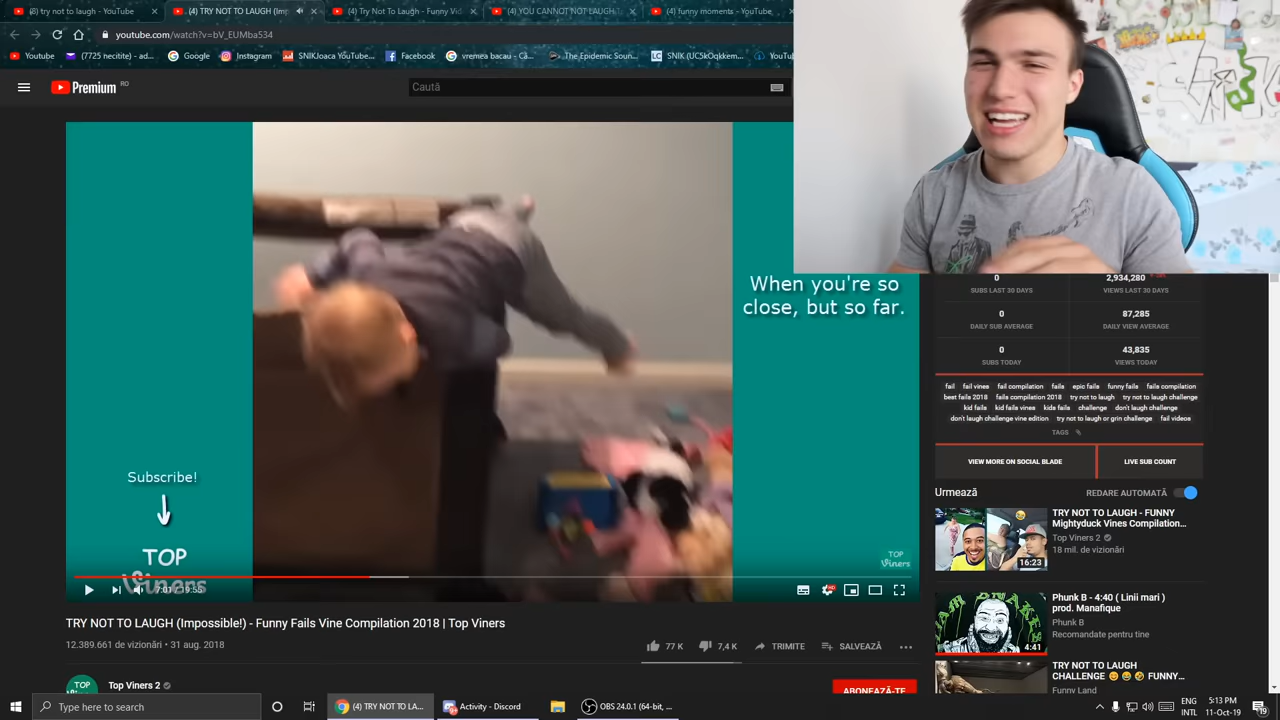 (8) try not to laugh - YouTube
(4) TRY NOT TO LAUGH (Imp
(4) Try Not To Laugh - Funny Vid
(4) YOU CANNOT NOT LAUGH
(4) funny moments - YouTube
youtube.com/watch?v=bV_EUMba534
Youtube
(7725 necitite) - ad...
Google
Instagram
SNIKJoaca YouTube...
Facebook
vremea bacau - Că...
The Epidemic Soun...
SNIK (UC5kOqkkem...
YouTu
Premium RO
Caută
When you're so
close, but so far.
Subscribe!
TOP
Viners
TOP
Viners
7:01 / 19:55
0
2,934,280
SUBS LAST 30 DAYS
VIEWS LAST 30 DAYS
0
87,285
DAILY SUB AVERAGE
DAILY VIEW AVERAGE
0
43,835
SUBS TODAY
VIEWS TODAY
fail fail vines fail compilation fails epic fails funny fails fails compilation
best fails 2018 fails compilation 2018 try not to laugh try not to laugh challenge
kid fails kid fails vines kids fails challenge don't laugh challenge
don't laugh challenge vine edition try not to laugh or grin challenge fail videos
TAGS
VIEW MORE ON SOCIAL BLADE
LIVE SUB COUNT
Urmează
REDARE AUTOMATĂ
TRY NOT TO LAUGH - FUNNY
Mightyduck Vines Compilation...
Top Viners 2
18 mil. de vizionări
16:23
Phunk B - 4:40 ( Linii mari )
prod. Manafique
Phunk B
Recomandate pentru tine
4:41
TRY NOT TO LAUGH
CHALLENGE 😊 😄 🤣 FUNNY...
Funny Land
TRY NOT TO LAUGH (Impossible!) - Funny Fails Vine Compilation 2018 | Top Viners
12.389.661 de vizionări • 31 aug. 2018
77 K
7,4 K
TRIMITE
SALVEAZĂ
Top Viners 2
ABONEAZĂ-TE
Type here to search
(4) TRY NOT TO LA...
Activity - Discord
OBS 24.0.1 (64-bit, ...
ENG
INTL
5:13 PM
11-Oct-19
19